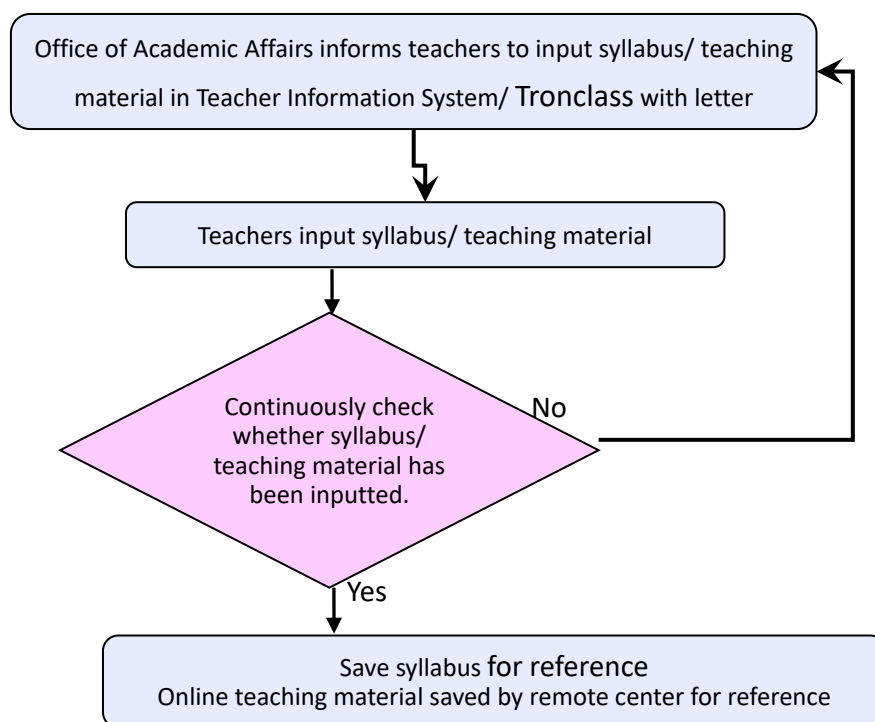 Office of Academic Affairs informs teachers to input syllabus/ teaching
material in Teacher Information System/ Tronclass with letter
Teachers input syllabus/ teaching material
Continuously check
whether syllabus/
teaching material has
been inputted.
No
Yes
Save syllabus for reference
Online teaching material saved by remote center for reference